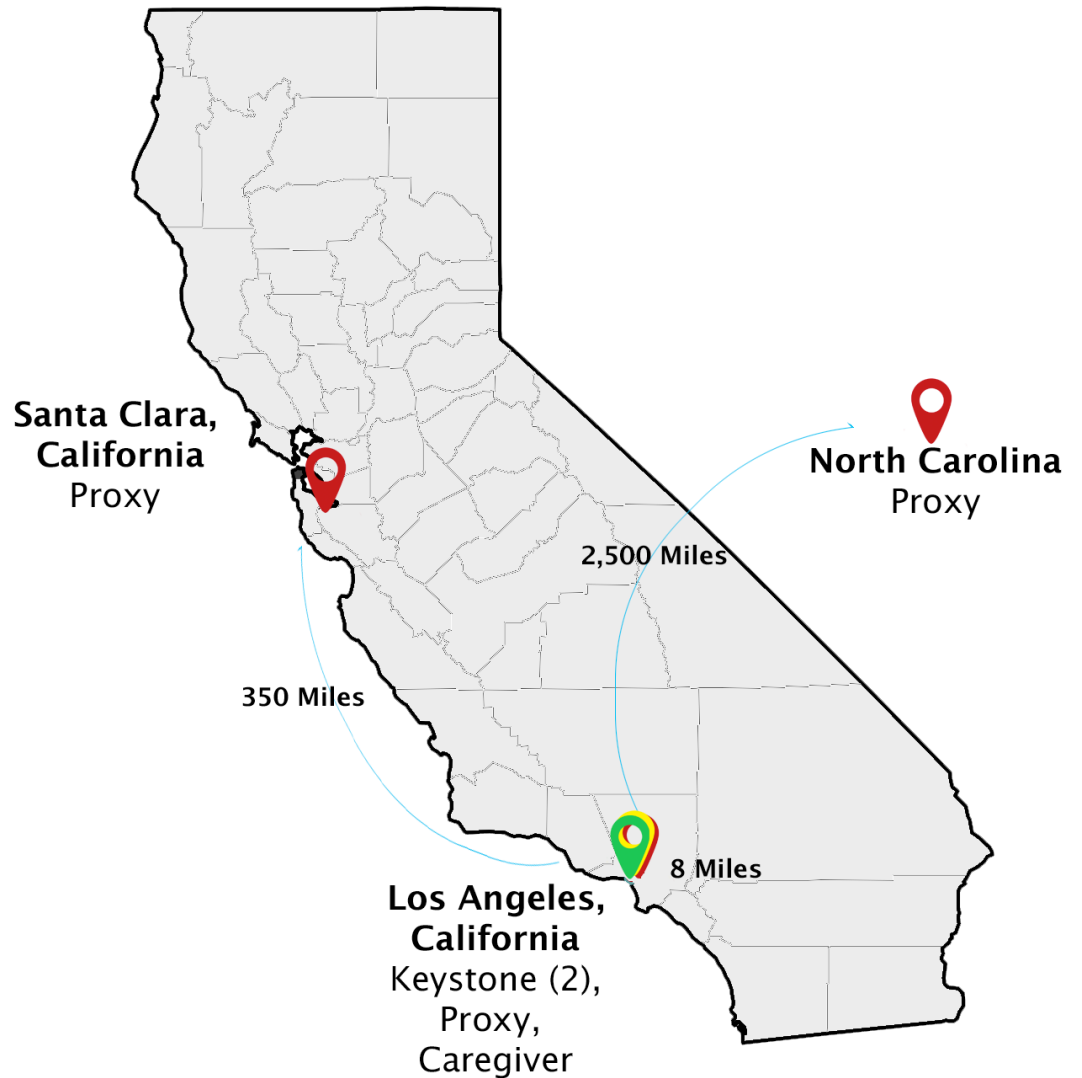 Santa Clara,
California
Proxy
North Carolina
Proxy
2,500 Miles
350 Miles
8 Miles
Los Angeles,
California
Keystone (2),
Proxy,
Caregiver